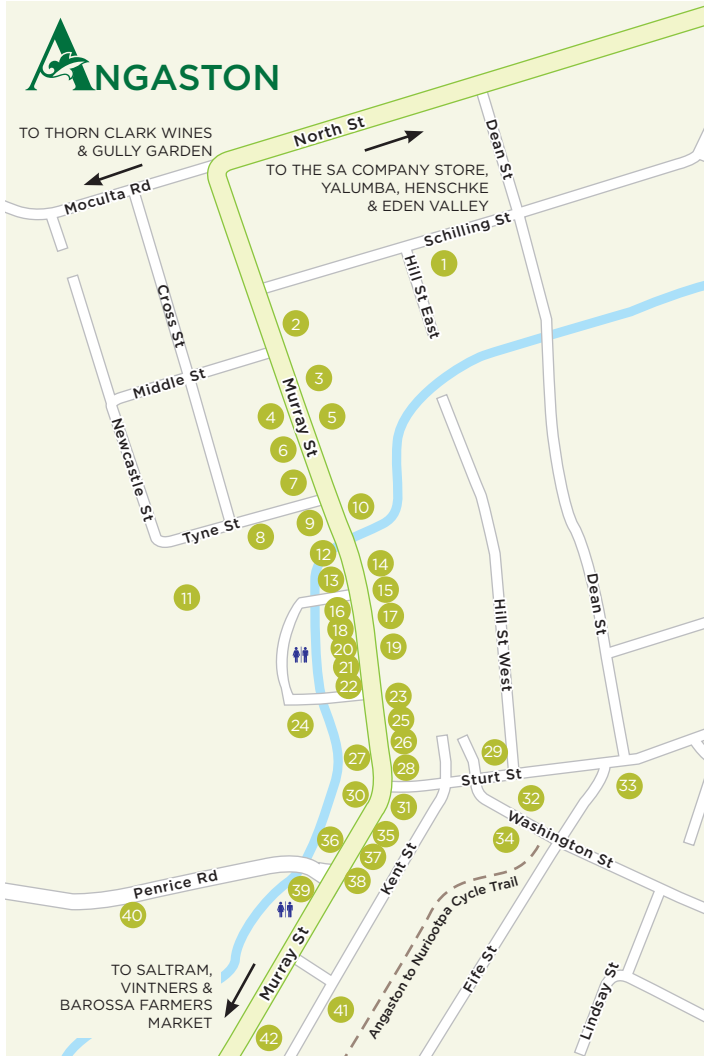 ANGASTON
North St
TO THORN CLARK WINES
& GULLY GARDEN
TO THE SA COMPANY STORE,
YALUMBA, HENSCHKE
& EDEN VALLEY
Dean St
Moculta Rd
Schilling St
1
Hill St East
Cross St
2
Middle St
3
Murray St
4
5
6
Newcastle St
7
10
9
Tyne St
8
12
14
13
15
11
16
17
18
19
20
21
22
Hill St West
Dean St
23
24
25
26
27
28
29
Sturt St
30
31
32
33
Washington St
34
35
36
37
Kent St
38
39
Penrice Rd
40
Angaston to Nuriootpa Cycle Trail
Murray St
Fife St
Lindsay St
TO SALTRAM,
VINTNERS &
BAROSSA FARMERS
MARKET
41
42